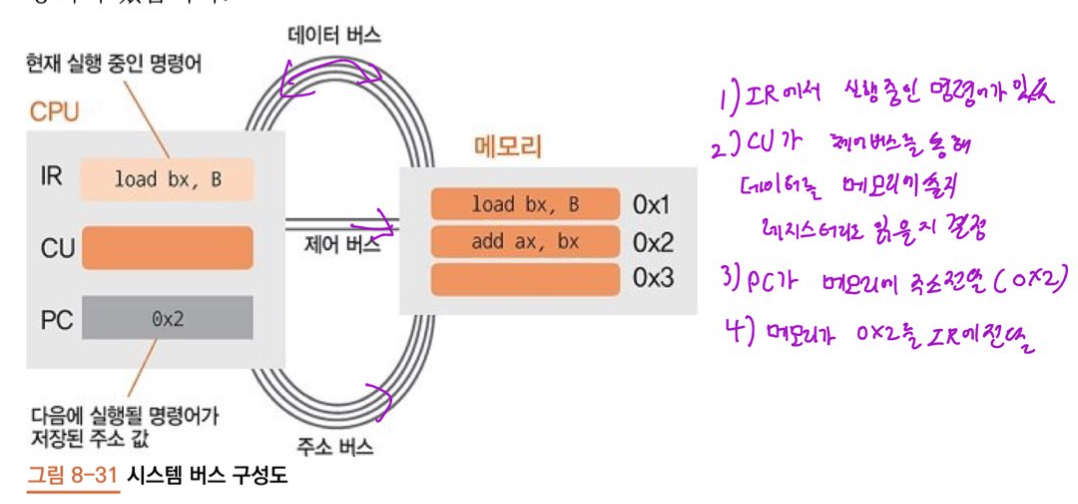 데이터 버스
현재 실행 중인 명령어
CPU
메모리
IR load bx, B
load bx, B 0x1
CU
제어 버스
add ax, bx 0x2
0x3
PC 0x2
다음에 실행될 명령어가
저장된 주소 값
주소 버스
그림 8-31 시스템 버스 구성도
1) IR에서 실행중인 명령어가 있
2) CU가 제어버스를 통해
데이터를 메모리에 쓸지
레지스터리로 읽을지 결정
3) PC가 메모리에 주소전달 (0x2)
4) 메모리가 0x2를 IR에 전달